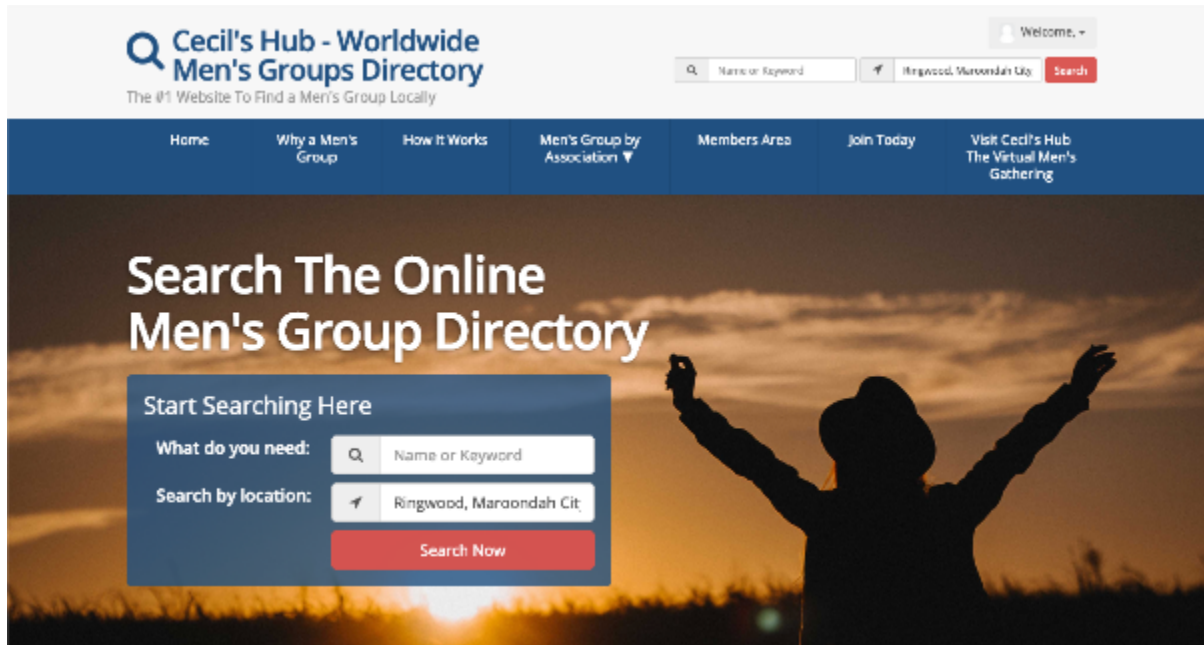 Cecil's Hub - Worldwide
Men's Groups Directory
The #1 Website To Find a Men's Group Locally
Welcome,
Name or Keyword
Ringwood, Maroondah City,
Search
Home
Why a Men's
Group
How It Works
Men's Group by
Association ▼
Members Area
Join Today
Visit Cecil's Hub
The Virtual Men's
Gathering
Search The Online
Men's Group Directory
Start Searching Here
What do you need:
Name or Keyword
Search by location:
Ringwood, Maroondah Cit
Search Now